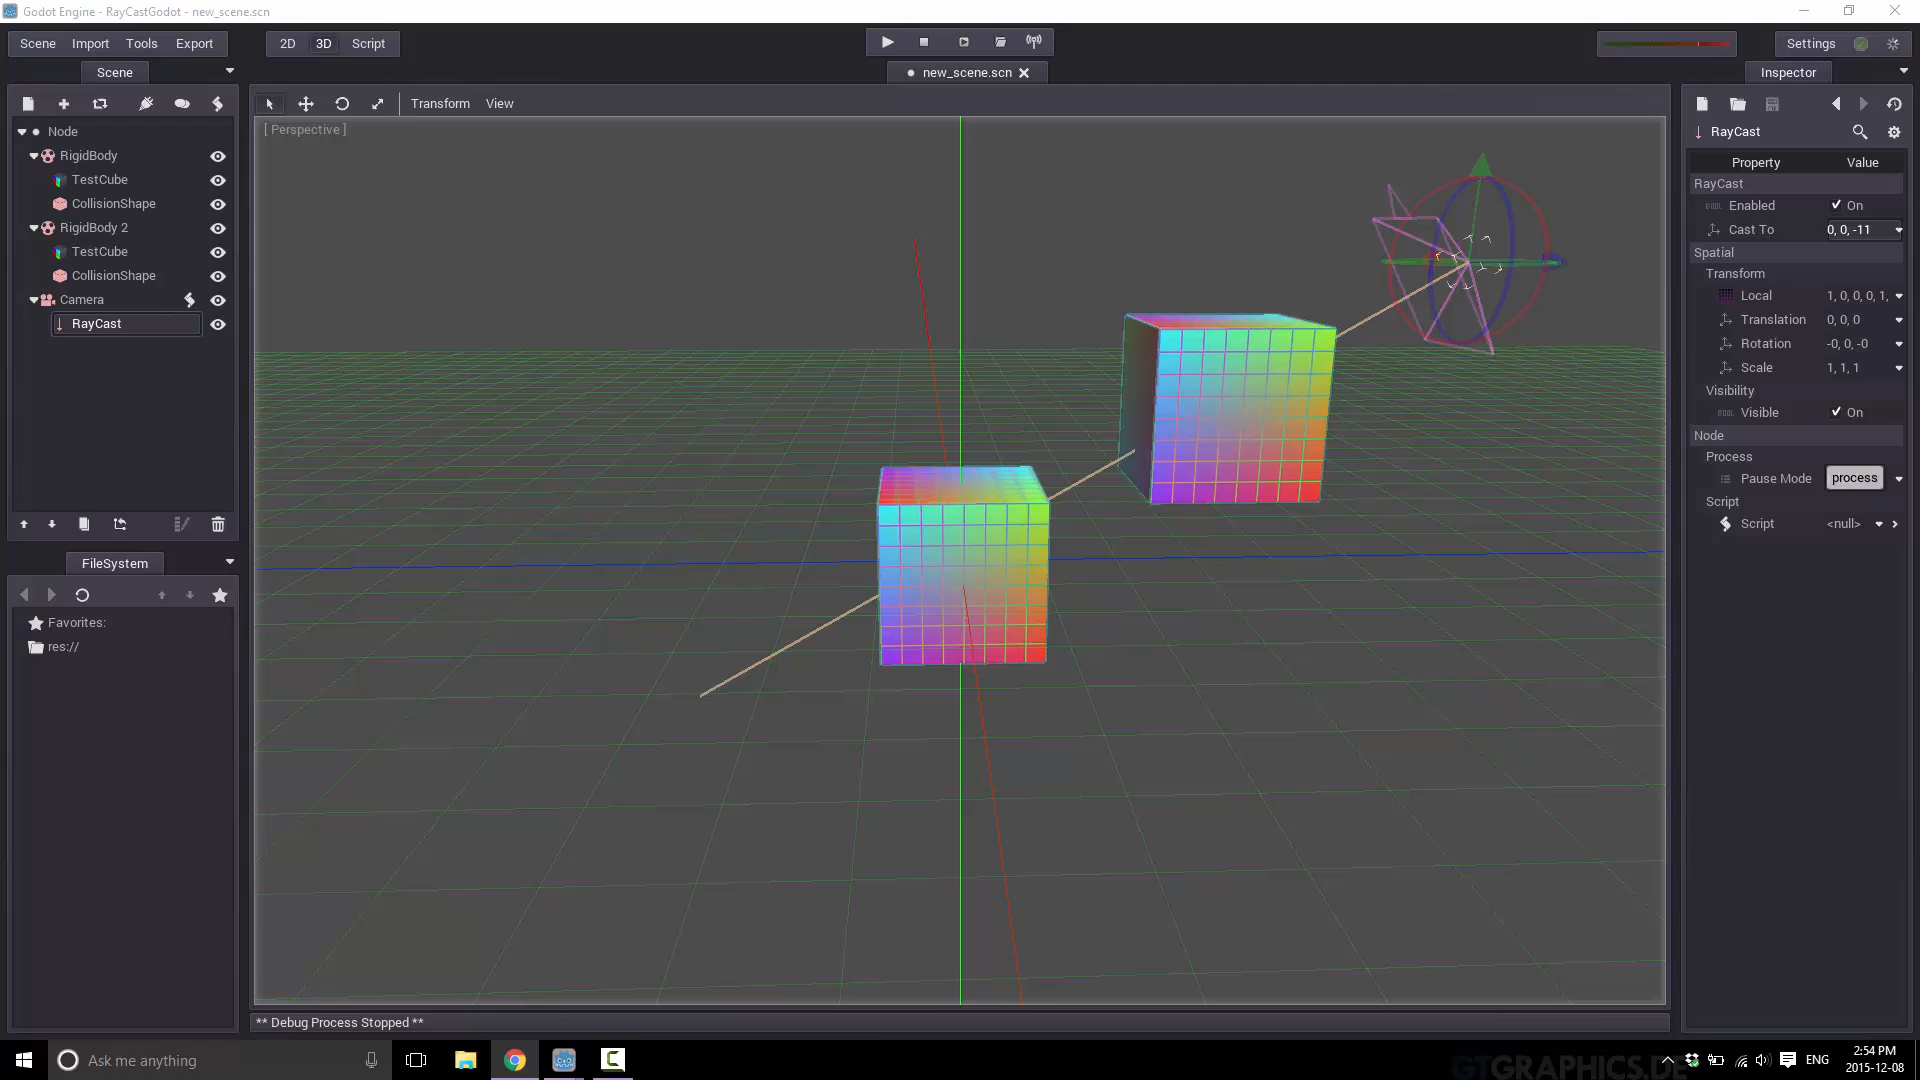 Godot Engine - RayCastGodot - new_scene.scn
Scene Import Tools Export 2D 3D Script Settings
Scene new_scene.scn Inspector
Transform View
[ Perspective ]
Node
RigidBody
TestCube
CollisionShape
RigidBody 2
TestCube
CollisionShape
Camera
RayCast
FileSystem
Favorites:
res://
RayCast
Property Value
RayCast
Enabled On
Cast To 0, 0, -11
Spatial
Transform
Local 1, 0, 0, 0, 1,
Translation 0, 0, 0
Rotation -0, 0, -0
Scale 1, 1, 1
Visibility
Visible On
Node
Process
Pause Mode process
Script
Script <null>
** Debug Process Stopped **
Ask me anything
GTGRAPHICS.DE
ENG
2:54 PM
2015-12-08